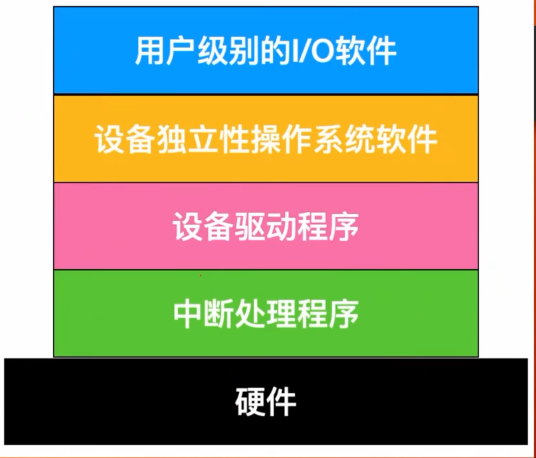 用户级别的I/O软件
设备独立性操作系统软件
设备驱动程序
中断处理程序
硬件